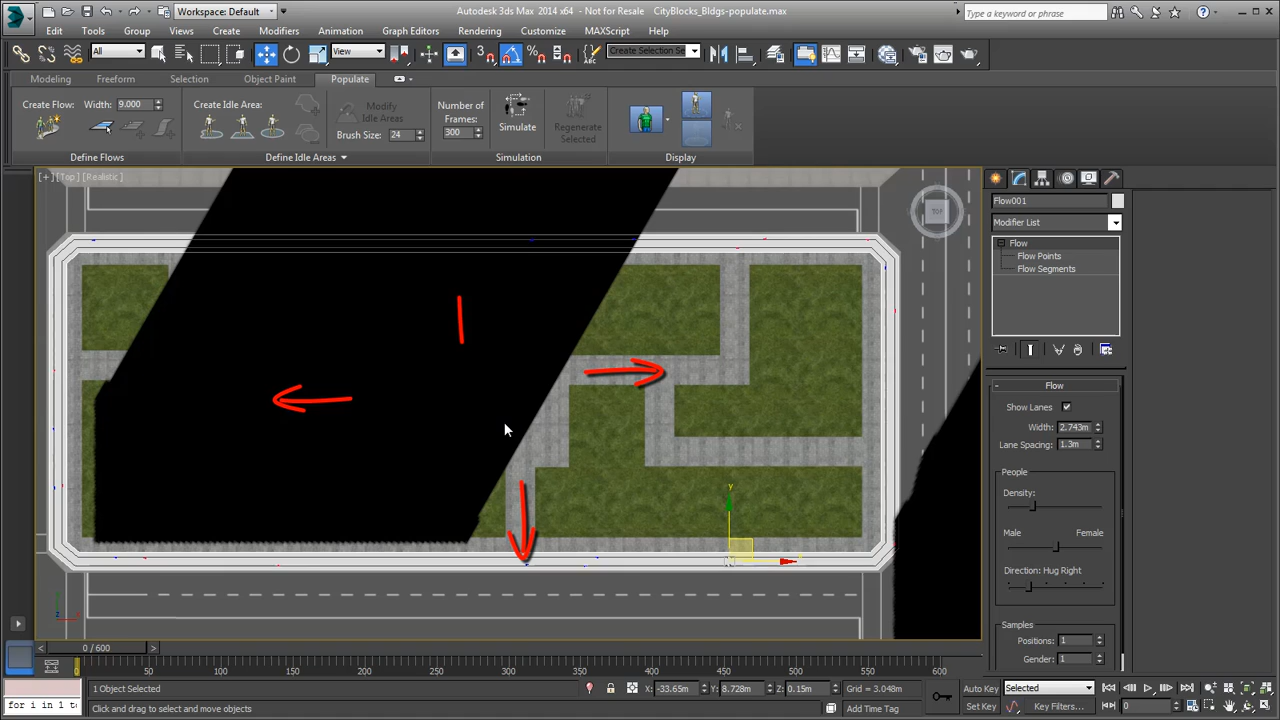 Workspace: Default
Autodesk 3ds Max 2014 x64 - Not for Resale CityBlocks_Bldgs-populate.max
Type a keyword or phrase
Edit Tools Group Views Create Modifiers Animation Graph Editors Rendering Customize MAXScript Help
All
View
Create Selection Se
Modeling Freeform Selection Object Paint Populate
Create Flow: Width: 9.000
Create Idle Area:
Modify Idle Areas
Brush Size: 24
Number of Frames: 300
Simulate
Regenerate Selected
Define Flows
Define Idle Areas
Simulation
Display
[+] [Top] [Realistic]
TOP
Flow001
Modifier List
Flow
Flow Points
Flow Segments
Flow
Show Lanes
Width: 2.743m
Lane Spacing: 1.3m
People
Density:
Male Female
Direction: Hug Right
Samples
Positions: 1
Gender: 1
y
0 / 600
0 50 100 150 200 250 300 350 400 450 500 550 600
1 Object Selected
X: -33.65m Y: 8.728m Z: 0.15m Grid = 3.048m
Auto Key Selected
for i in 1 to
Click and drag to select and move objects
Add Time Tag
Set Key Key Filters... 0